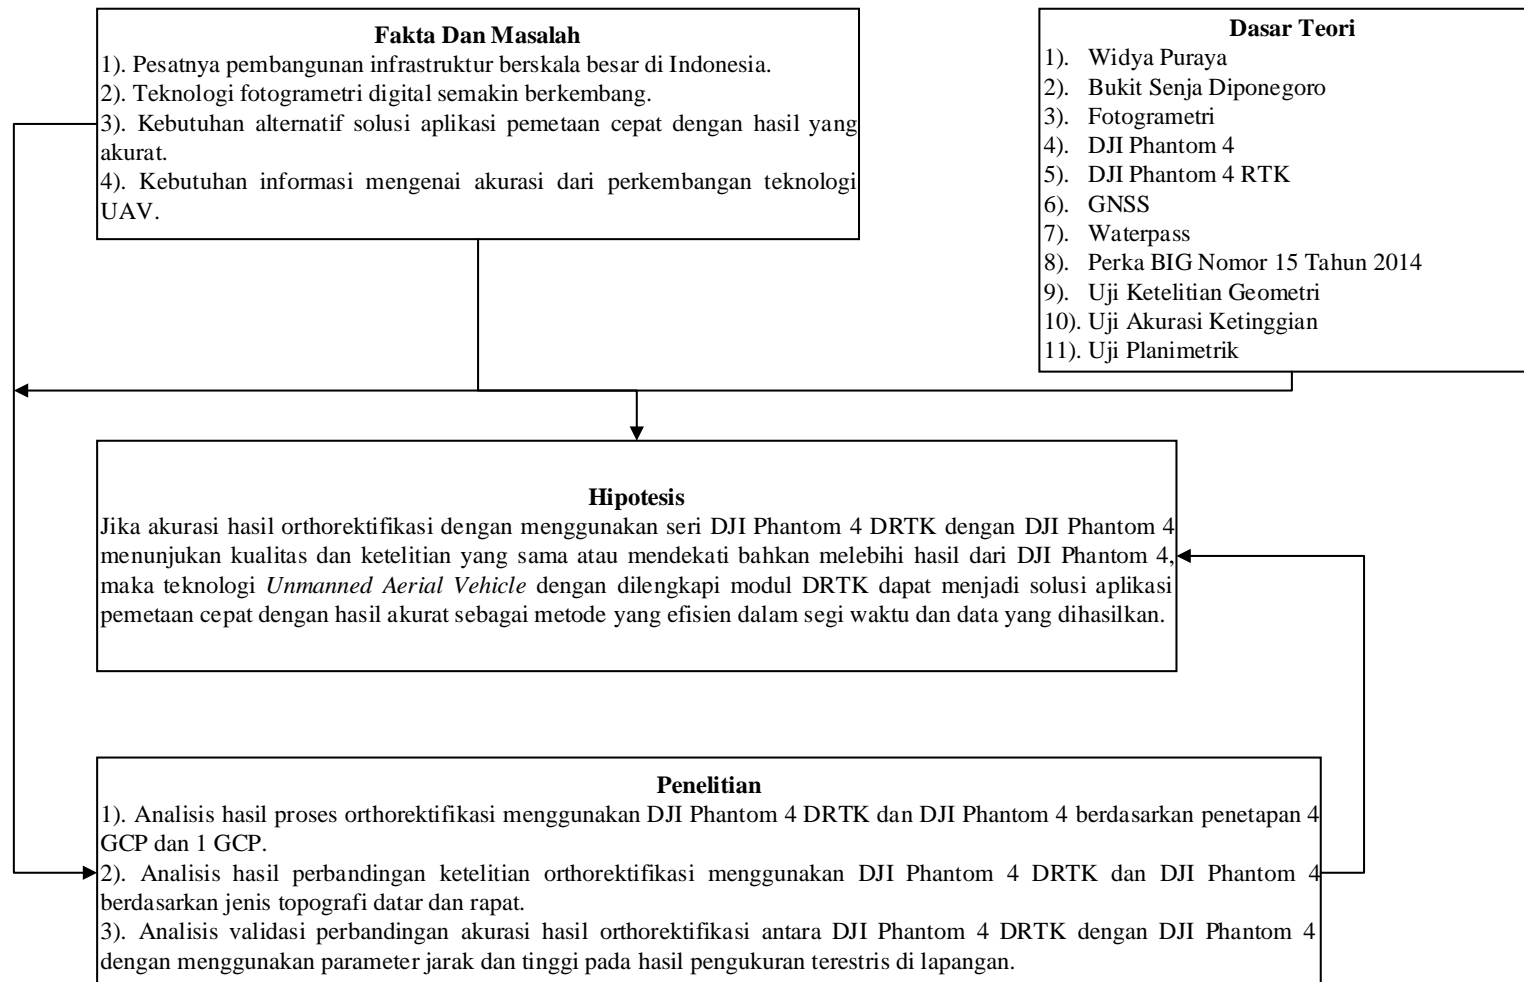 Fakta Dan Masalah
1). Pesatnya pembangunan infrastruktur berskala besar di Indonesia.
2). Teknologi fotogrametri digital semakin berkembang.
3). Kebutuhan alternatif solusi aplikasi pemetaan cepat dengan hasil yang
akurat.
4). Kebutuhan informasi mengenai akurasi dari perkembangan teknologi
UAV.
Dasar Teori
1). Widya Puraya
2). Bukit Senja Diponegoro
3). Fotogrametri
4). DJI Phantom 4
5). DJI Phantom 4 RTK
6). GNSS
7). Waterpass
8). Perka BIG Nomor 15 Tahun 2014
9). Uji Ketelitian Geometri
10). Uji Akurasi Ketinggian
11). Uji Planimetrik
Hipotesis
Jika akurasi hasil orthorektifikasi dengan menggunakan seri DJI Phantom 4 DRTK dengan DJI Phantom 4
menunjukan kualitas dan ketelitian yang sama atau mendekati bahkan melebihi hasil dari DJI Phantom 4,
maka teknologi Unmanned Aerial Vehicle dengan dilengkapi modul DRTK dapat menjadi solusi aplikasi
pemetaan cepat dengan hasil akurat sebagai metode yang efisien dalam segi waktu dan data yang dihasilkan.
Penelitian
1). Analisis hasil proses orthorektifikasi menggunakan DJI Phantom 4 DRTK dan DJI Phantom 4 berdasarkan penetapan 4
GCP dan 1 GCP.
2). Analisis hasil perbandingan ketelitian orthorektifikasi menggunakan DJI Phantom 4 DRTK dan DJI Phantom 4
berdasarkan jenis topografi datar dan rapat.
3). Analisis validasi perbandingan akurasi hasil orthorektifikasi antara DJI Phantom 4 DRTK dengan DJI Phantom 4
dengan menggunakan parameter jarak dan tinggi pada hasil pengukuran terestris di lapangan.